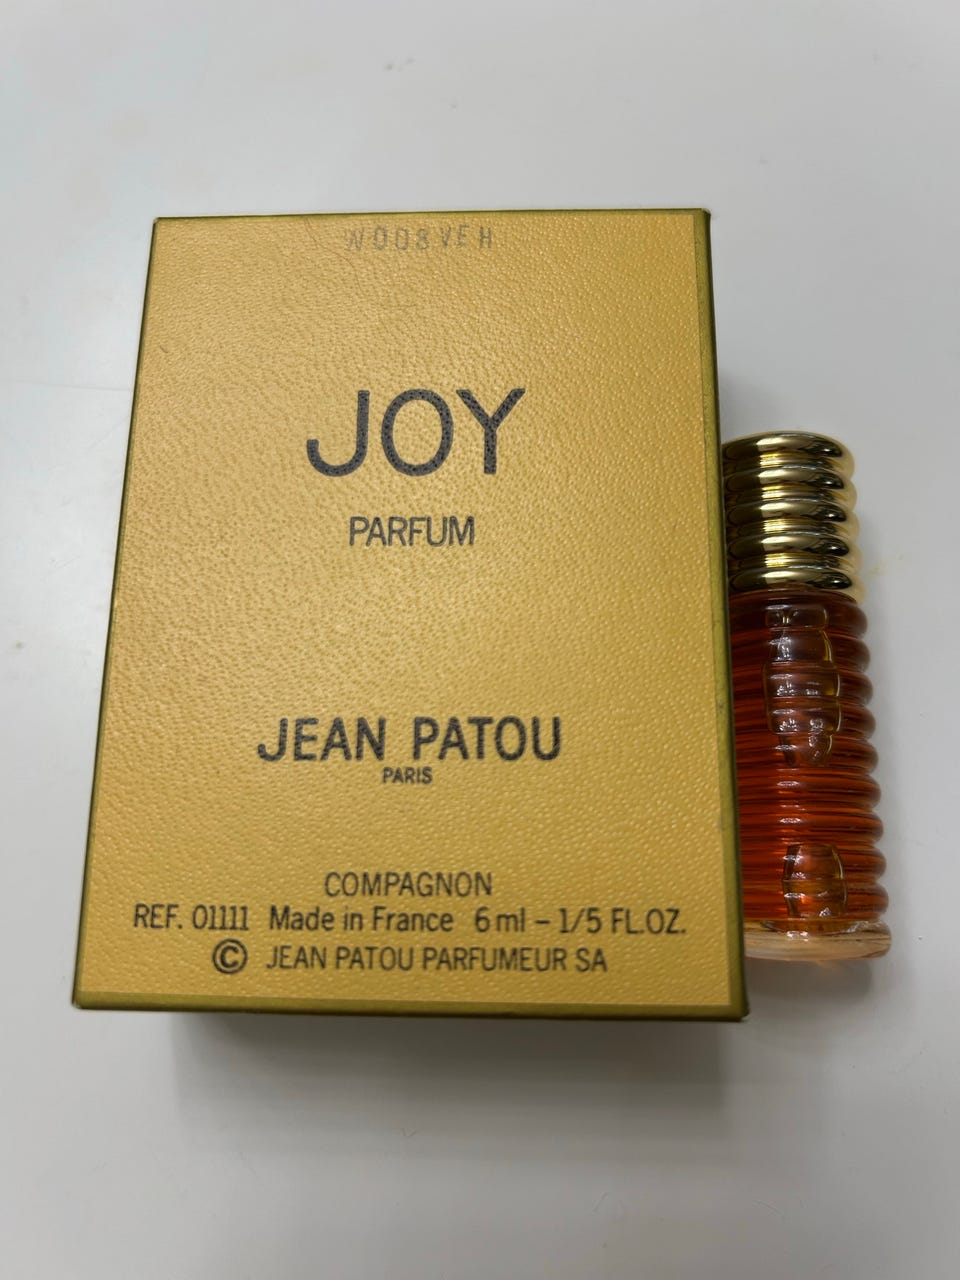 W008VEH
JOY
PARFUM
JEAN PATOU
PARIS
COMPAGNON
REF. 01111 Made in France 6 ml – 1/5 FL.OZ.
© JEAN PATOU PARFUMEUR SA